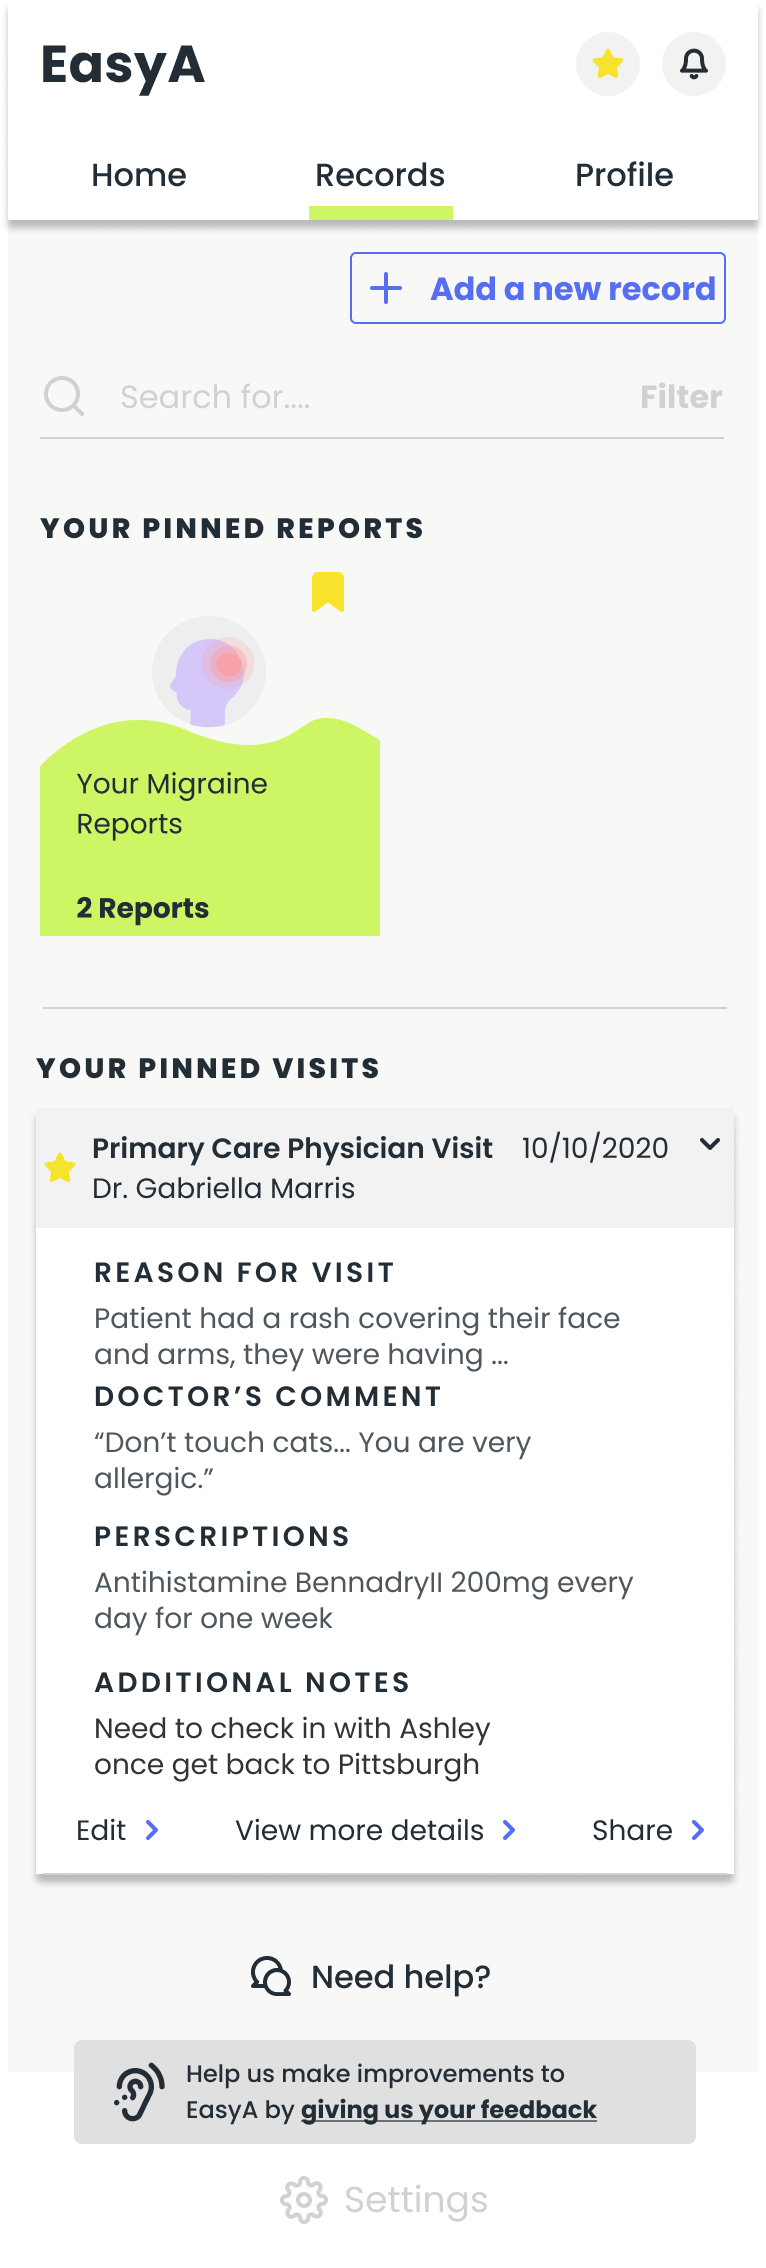 EasyA
Home Records Profile
Add a new record
Search for.... Filter
YOUR PINNED REPORTS
Your Migraine
Reports
2 Reports
YOUR PINNED VISITS
Primary Care Physician Visit 10/10/2020
Dr. Gabriella Marris
REASON FOR VISIT
Patient had a rash covering their face
and arms, they were having ...
DOCTOR’S COMMENT
“Don’t touch cats... You are very
allergic.”
PERSCRIPTIONS
Antihistamine Bennadryll 200mg every
day for one week
ADDITIONAL NOTES
Need to check in with Ashley
once get back to Pittsburgh
Edit View more details Share
Need help?
Help us make improvements to
EasyA by giving us your feedback
Settings